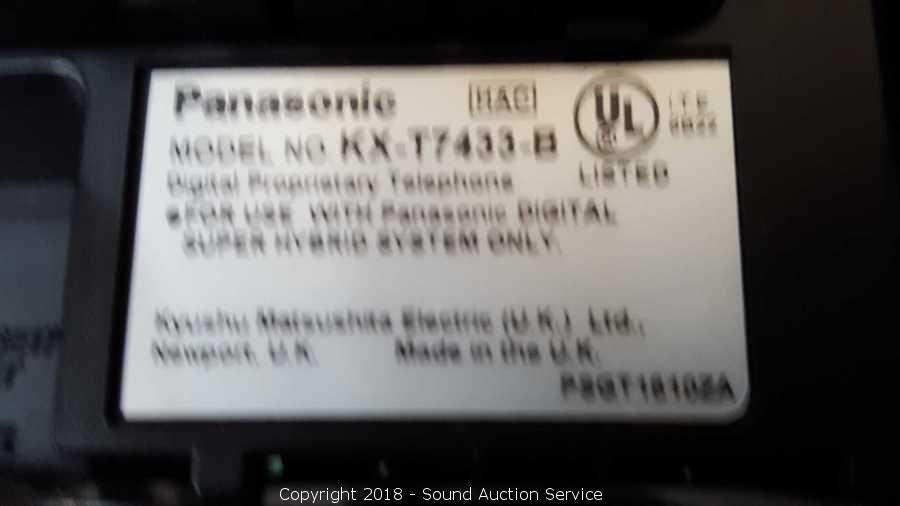 Panasonic HAC UL LISTED I.T.E.
MODEL NO. KX-T7433-B
Digital Proprietary Telephone
FOR USE WITH Panasonic DIGITAL
SUPER HYBRID SYSTEM ONLY.
Kyushu Matsushita Electric (U.K.) Ltd.,
Newport, U.K. Made in the U.K.
Copyright 2018 - Sound Auction Service